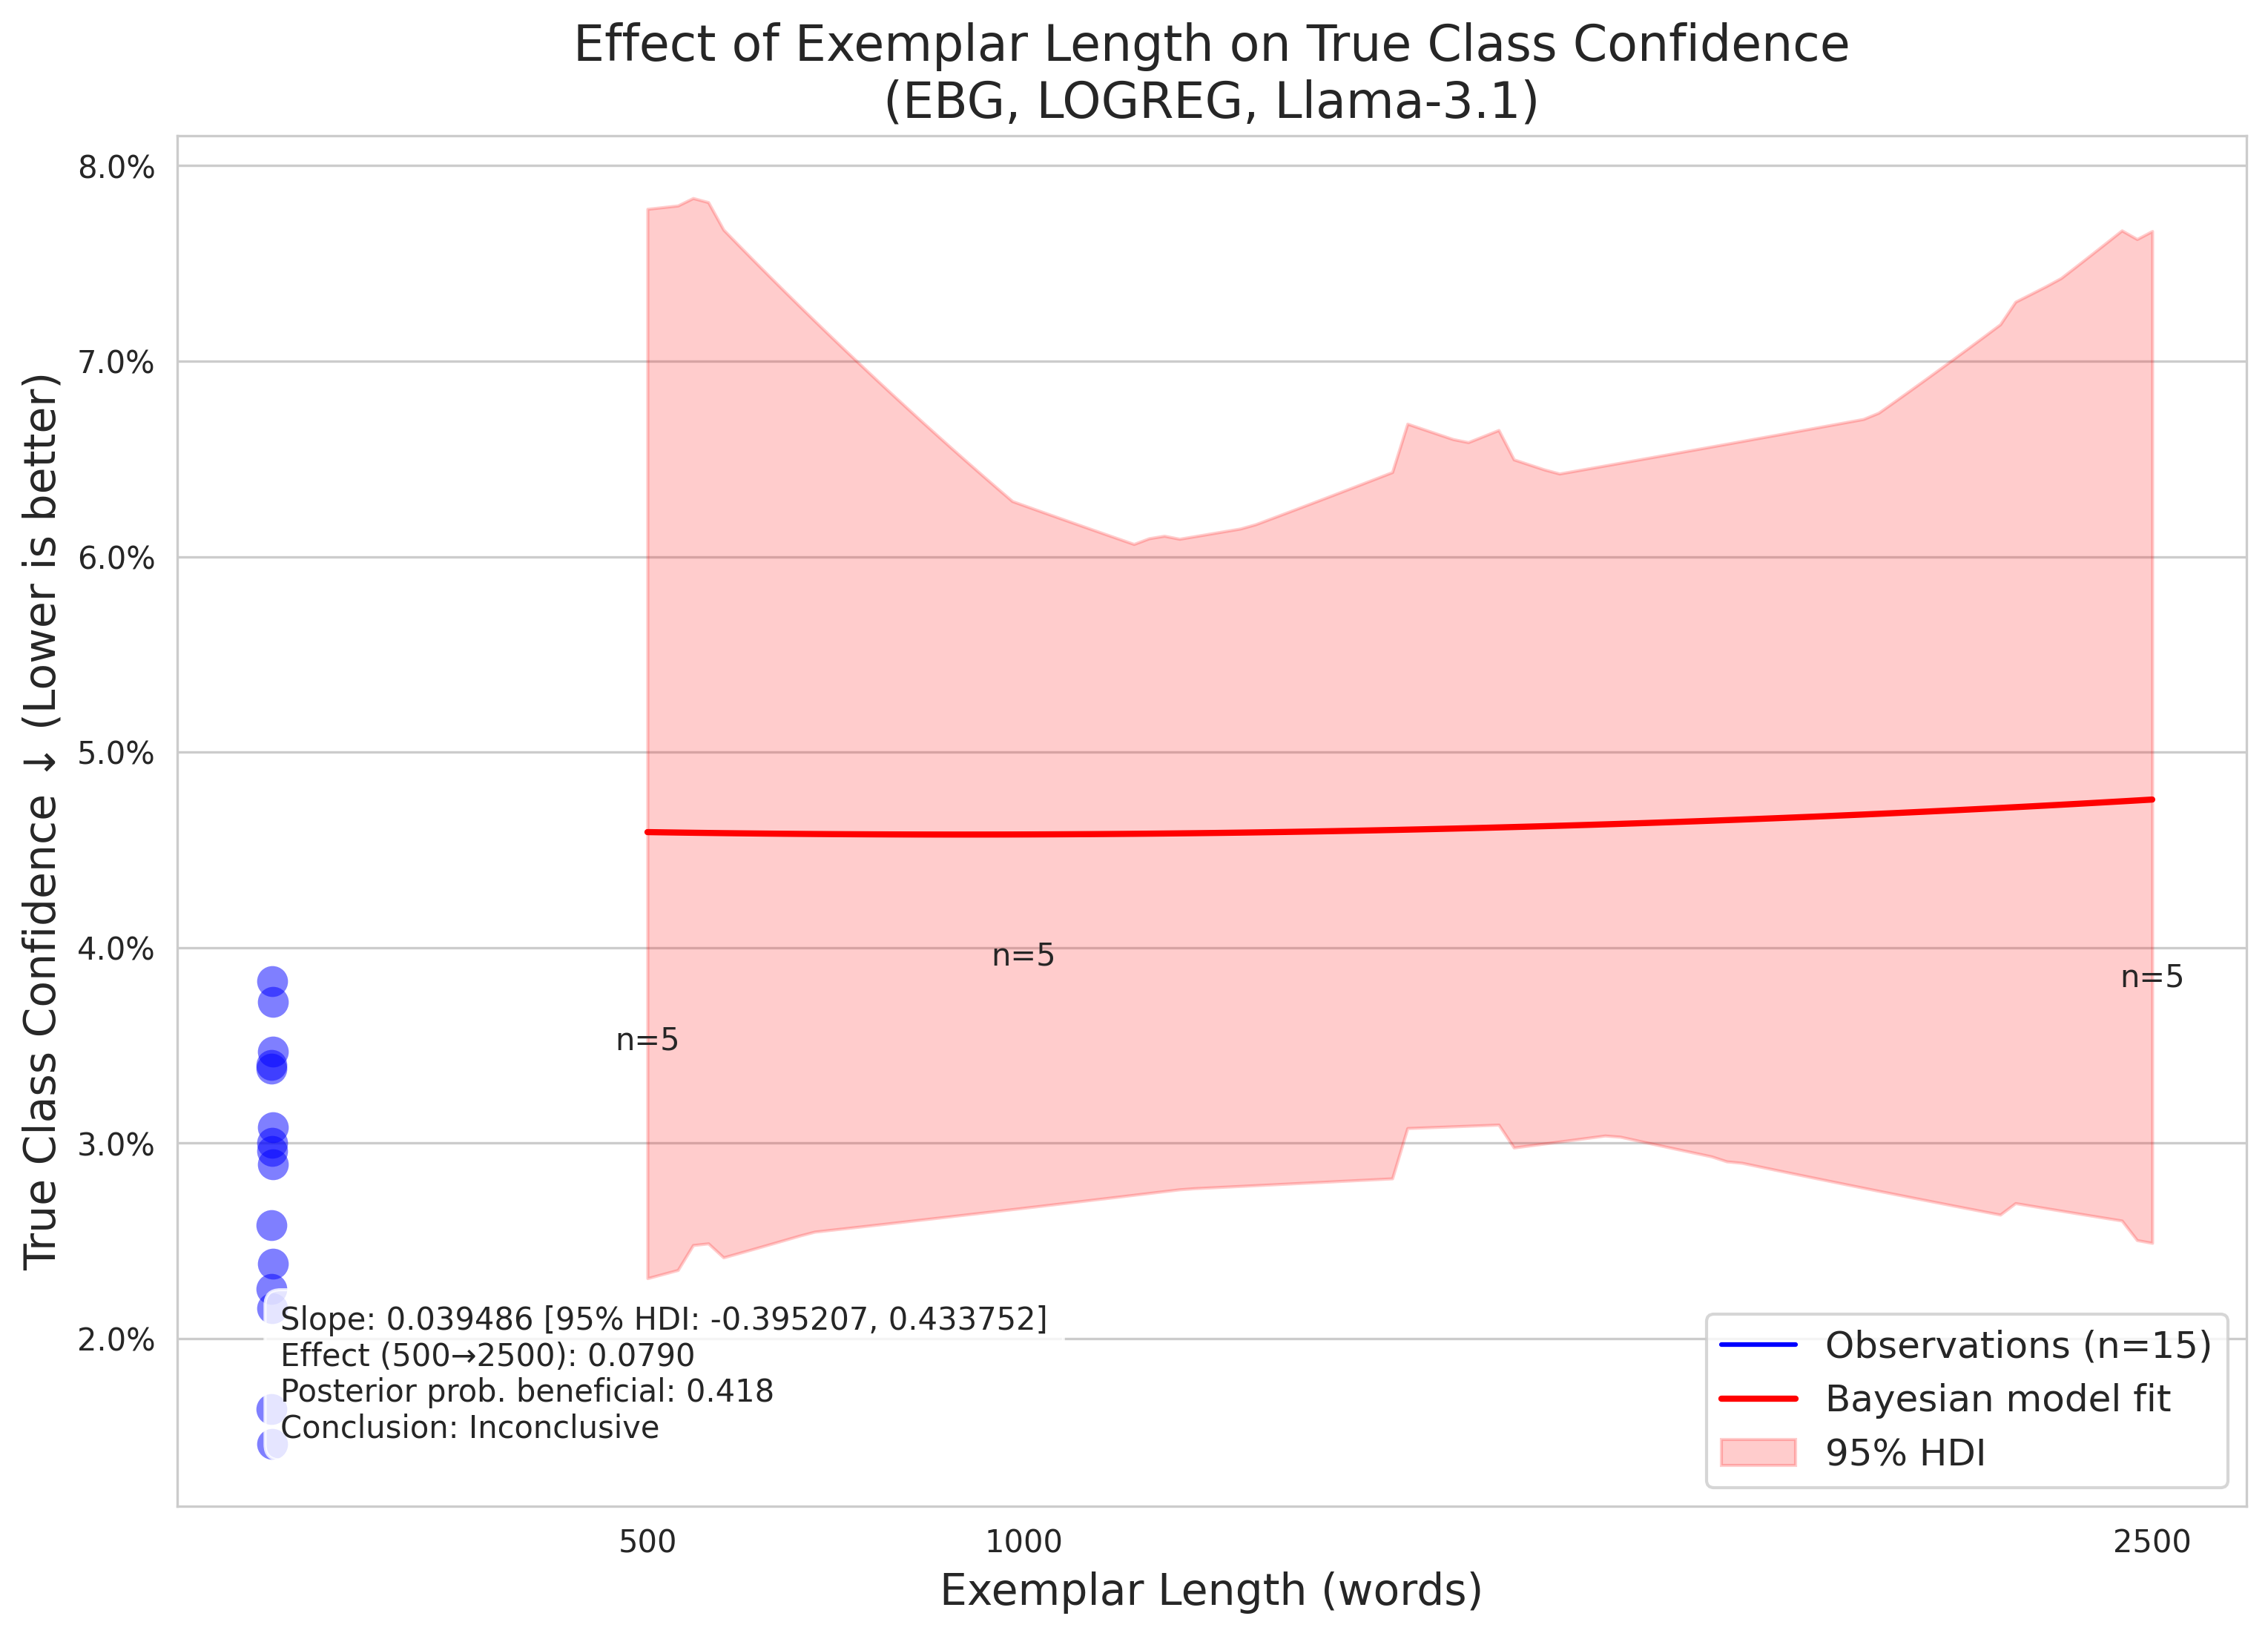 Effect of Exemplar Length on True Class Confidence
(EBG, LOGREG, Llama-3.1)
True Class Confidence ↓ (Lower is better)
8.0%
7.0%
6.0%
5.0%
4.0%
3.0%
2.0%
n=5
n=5
n=5
Slope: 0.039486 [95% HDI: -0.395207, 0.433752]
Effect (500→2500): 0.0790
Posterior prob. beneficial: 0.418
Conclusion: Inconclusive
Observations (n=15)
Bayesian model fit
95% HDI
500
1000
2500
Exemplar Length (words)